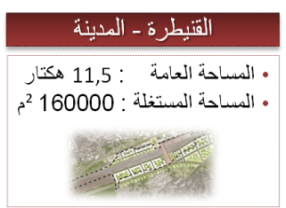 القنيطرة - المدينة
• المساحة العامة : 11,5 هكتار
• المساحة المستغلة : 160000 م²